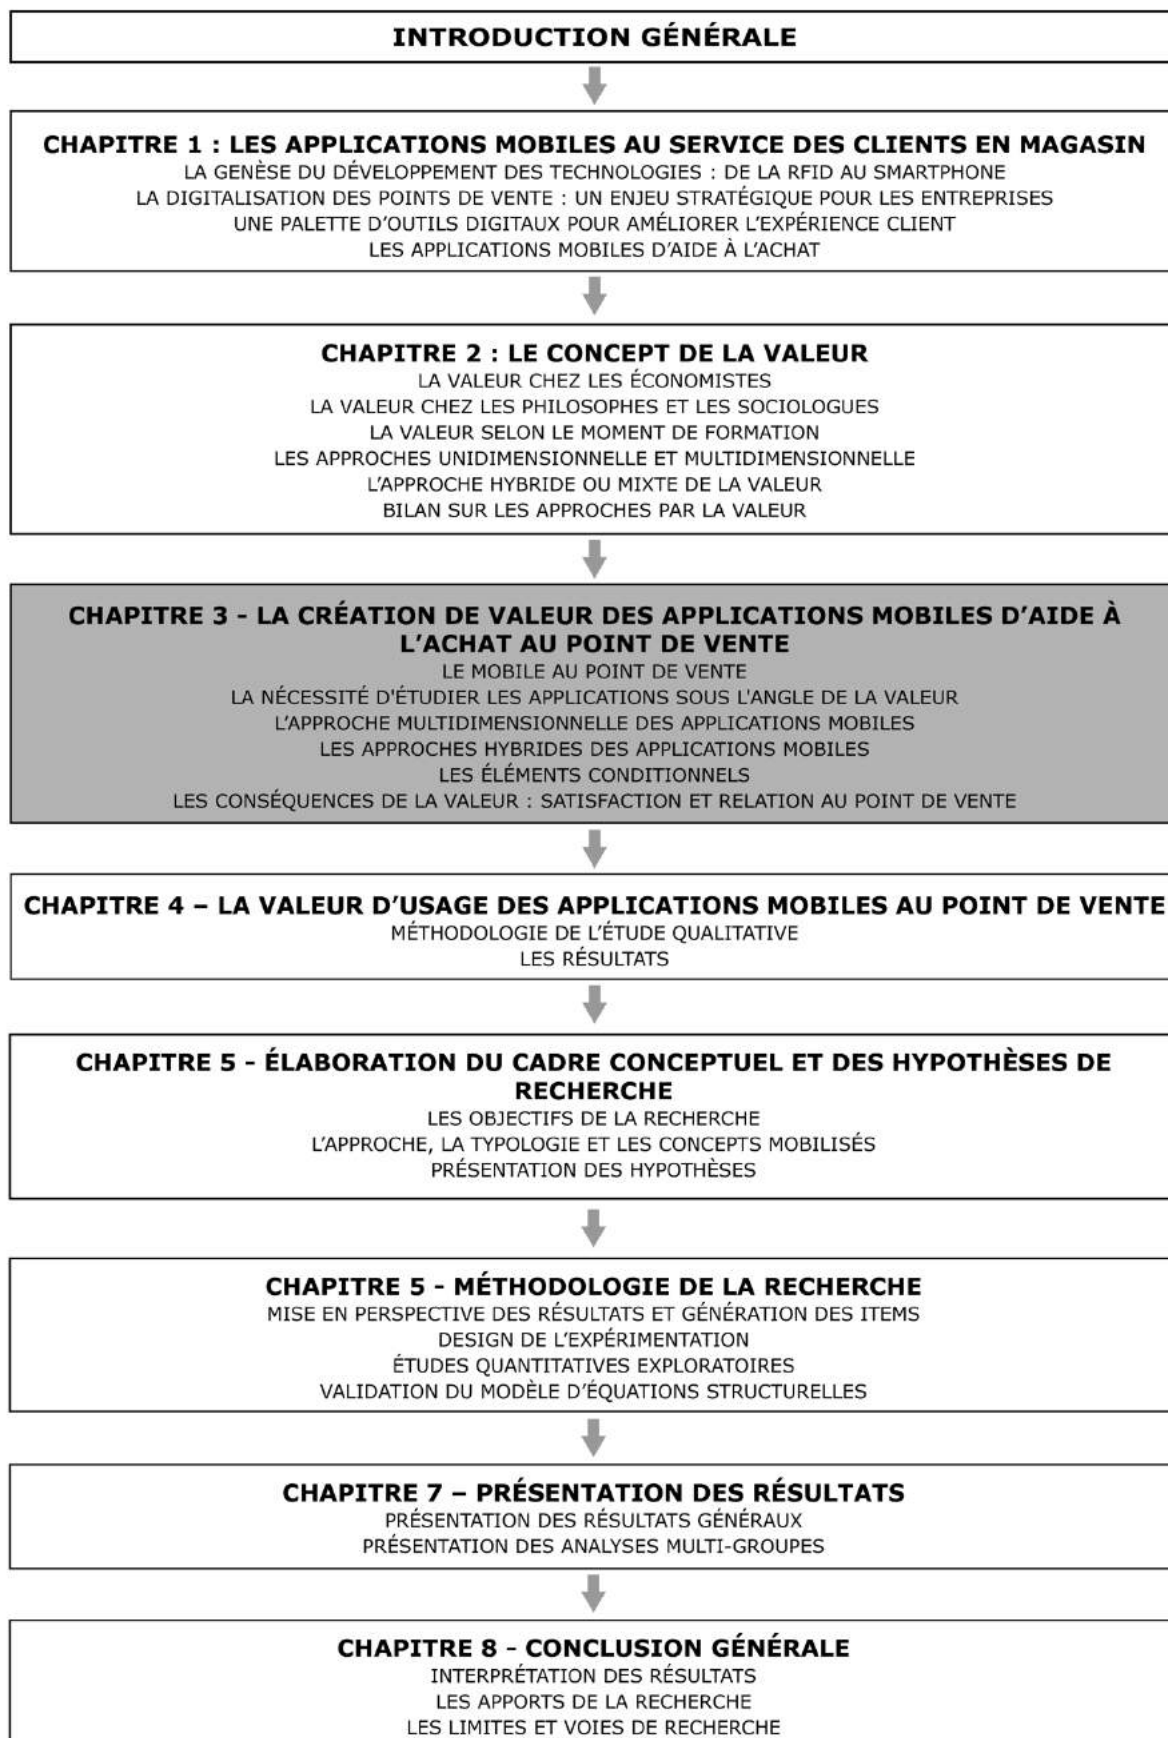 INTRODUCTION GÉNÉRALE
CHAPITRE 1 : LES APPLICATIONS MOBILES AU SERVICE DES CLIENTS EN MAGASIN
LA GENÈSE DU DÉVELOPPEMENT DES TECHNOLOGIES : DE LA RFID AU SMARTPHONE
LA DIGITALISATION DES POINTS DE VENTE : UN ENJEU STRATÉGIQUE POUR LES ENTREPRISES
UNE PALETTE D'OUTILS DIGITAUX POUR AMÉLIORER L'EXPÉRIENCE CLIENT
LES APPLICATIONS MOBILES D'AIDE À L'ACHAT
CHAPITRE 2 : LE CONCEPT DE LA VALEUR
LA VALEUR CHEZ LES ÉCONOMISTES
LA VALEUR CHEZ LES PHILOSOPHES ET LES SOCIOLOGUES
LA VALEUR SELON LE MOMENT DE FORMATION
LES APPROCHES UNIDIMENSIONNELLE ET MULTIDIMENSIONNELLE
L'APPROCHE HYBRIDE OU MIXTE DE LA VALEUR
BILAN SUR LES APPROCHES PAR LA VALEUR
CHAPITRE 3 - LA CRÉATION DE VALEUR DES APPLICATIONS MOBILES D'AIDE À
L'ACHAT AU POINT DE VENTE
LE MOBILE AU POINT DE VENTE
LA NÉCESSITÉ D'ÉTUDIER LES APPLICATIONS SOUS L'ANGLE DE LA VALEUR
L'APPROCHE MULTIDIMENSIONNELLE DES APPLICATIONS MOBILES
LES APPROCHES HYBRIDES DES APPLICATIONS MOBILES
LES ÉLÉMENTS CONDITIONNELS
LES CONSÉQUENCES DE LA VALEUR : SATISFACTION ET RELATION AU POINT DE VENTE
CHAPITRE 4 – LA VALEUR D'USAGE DES APPLICATIONS MOBILES AU POINT DE VENTE
MÉTHODOLOGIE DE L'ÉTUDE QUALITATIVE
LES RÉSULTATS
CHAPITRE 5 - ÉLABORATION DU CADRE CONCEPTUEL ET DES HYPOTHÈSES DE
RECHERCHE
LES OBJECTIFS DE LA RECHERCHE
L'APPROCHE, LA TYPOLOGIE ET LES CONCEPTS MOBILISÉS
PRÉSENTATION DES HYPOTHÈSES
CHAPITRE 5 - MÉTHODOLOGIE DE LA RECHERCHE
MISE EN PERSPECTIVE DES RÉSULTATS ET GÉNÉRATION DES ITEMS
DESIGN DE L'EXPÉRIMENTATION
ÉTUDES QUANTITATIVES EXPLORATOIRES
VALIDATION DU MODÈLE D'ÉQUATIONS STRUCTURELLES
CHAPITRE 7 – PRÉSENTATION DES RÉSULTATS
PRÉSENTATION DES RÉSULTATS GÉNÉRAUX
PRÉSENTATION DES ANALYSES MULTI-GROUPES
CHAPITRE 8 - CONCLUSION GÉNÉRALE
INTERPRÉTATION DES RÉSULTATS
LES APPORTS DE LA RECHERCHE
LES LIMITES ET VOIES DE RECHERCHE